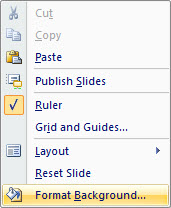 Cut
Copy
Paste
Publish Slides
Ruler
Grid and Guides...
Layout
Reset Slide
Format Background...